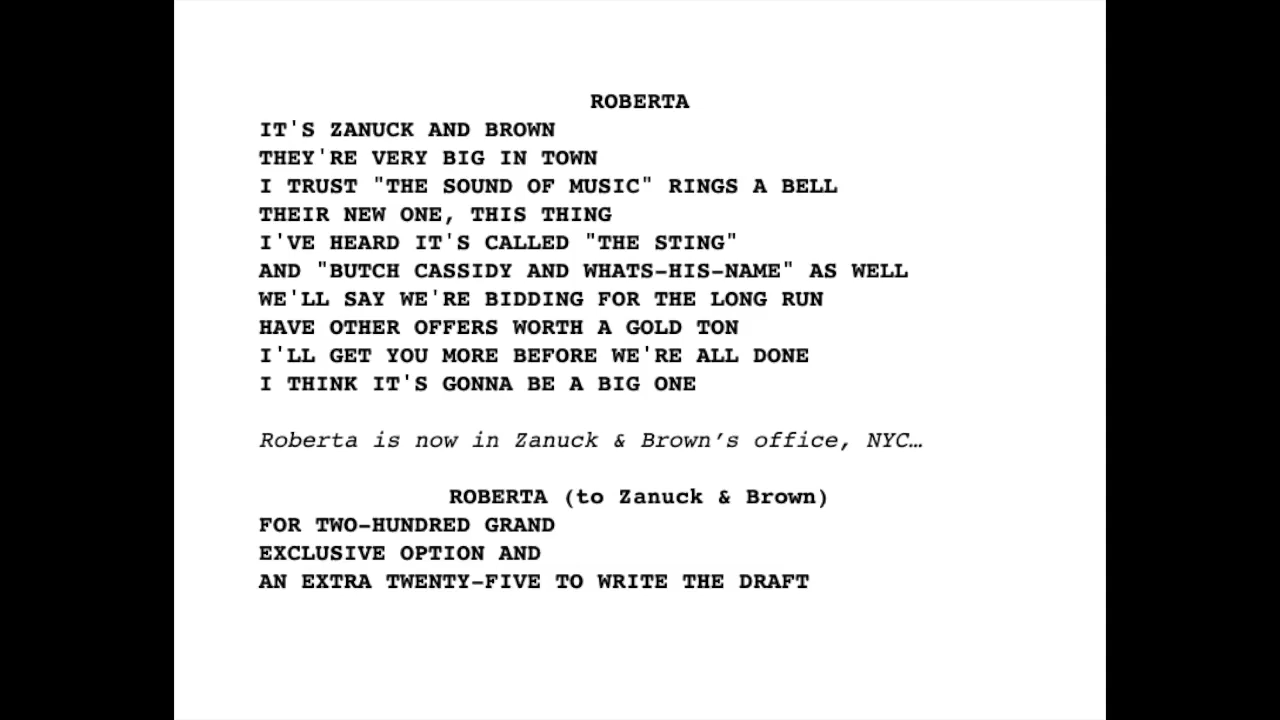 ROBERTA
IT'S ZANUCK AND BROWN
THEY'RE VERY BIG IN TOWN
I TRUST "THE SOUND OF MUSIC" RINGS A BELL
THEIR NEW ONE, THIS THING
I'VE HEARD IT'S CALLED "THE STING"
AND "BUTCH CASSIDY AND WHATS-HIS-NAME" AS WELL
WE'LL SAY WE'RE BIDDING FOR THE LONG RUN
HAVE OTHER OFFERS WORTH A GOLD TON
I'LL GET YOU MORE BEFORE WE'RE ALL DONE
I THINK IT'S GONNA BE A BIG ONE
Roberta is now in Zanuck & Brown’s office, NYC…
ROBERTA (to Zanuck & Brown)
FOR TWO-HUNDRED GRAND
EXCLUSIVE OPTION AND
AN EXTRA TWENTY-FIVE TO WRITE THE DRAFT